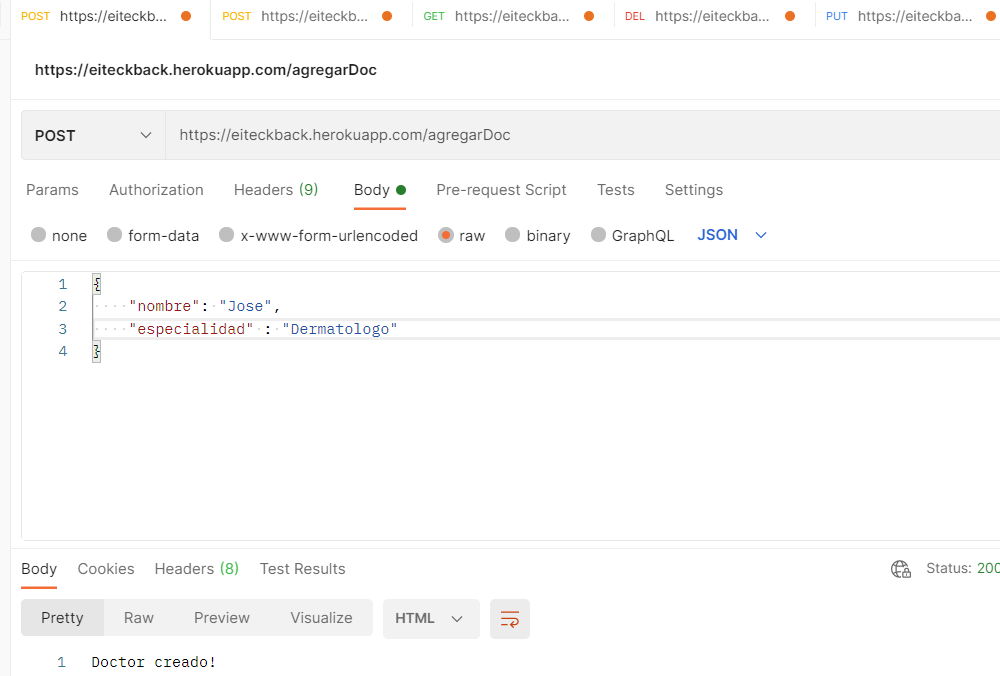 POST https://eiteckb... POST https://eiteckb... GET https://eiteckba... DEL https://eiteckba... PUT https://eiteckba...
https://eiteckback.herokuapp.com/agregarDoc
POST https://eiteckback.herokuapp.com/agregarDoc
Params Authorization Headers (9) Body Pre-request Script Tests Settings
none form-data x-www-form-urlencoded raw binary GraphQL JSON
1 {
2 "nombre": "Jose",
3 "especialidad" : "Dermatologo"
4 }
Body Cookies Headers (8) Test Results Status: 200
Pretty Raw Preview Visualize HTML
1 Doctor creado!